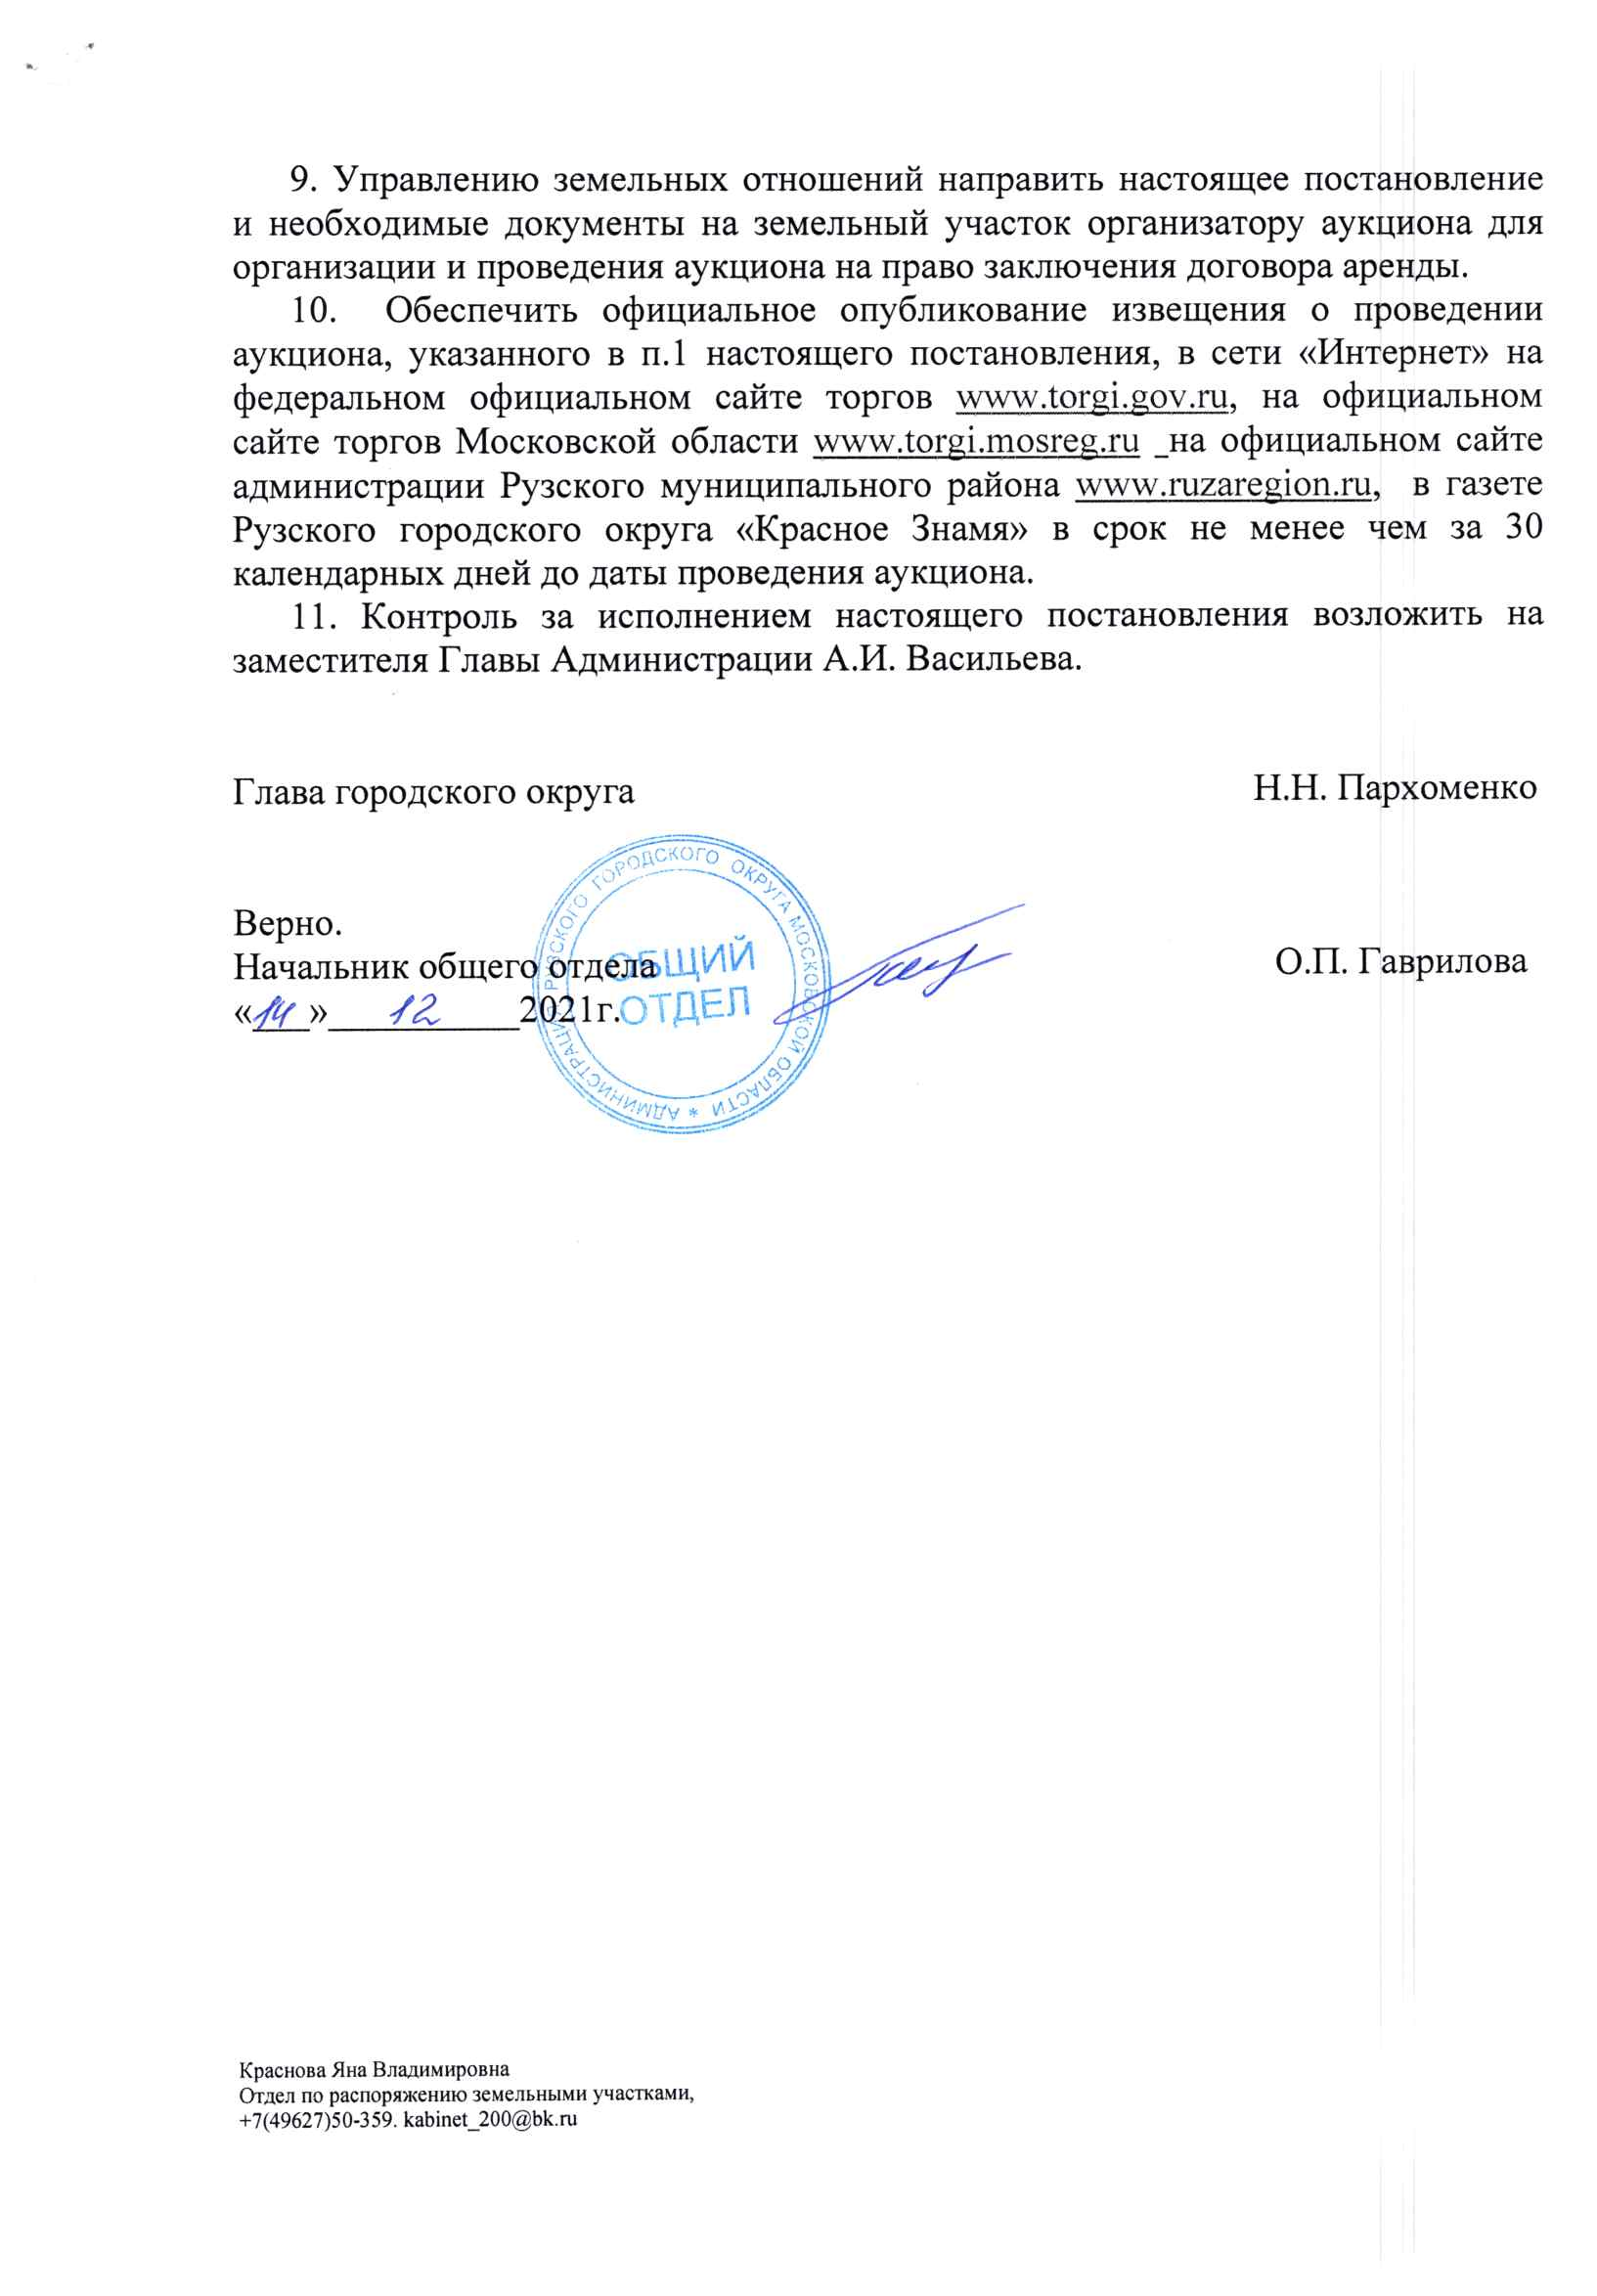 9. Управлению земельных отношений направить настоящее постановление
и необходимые документы на земельный участок организатору аукциона для
организации и проведения аукциона на право заключения договора аренды.
10. Обеспечить официальное опубликование извещения о проведении
аукциона, указанного в п.1 настоящего постановления, в сети «Интернет» на
федеральном официальном сайте торгов www.torgi.gov.ru, на официальном
сайте торгов Московской области www.torgi.mosreg.ru _на официальном сайте
администрации Рузского муниципального района www.ruzaregion.ru, в газете
Рузского городского округа «Красное Знамя» в срок не менее чем за 30
календарных дней до даты проведения аукциона.
11. Контроль за исполнением настоящего постановления возложить на
заместителя Главы Администрации А.И. Васильева.
Глава городского округа Н.Н. Пархоменко
Верно.
Начальник общего отдела О.П. Гаврилова
«14» 12 2021г.
АДМИНИСТРАЦИЯ РУЗСКОГО ГОРОДСКОГО ОКРУГА МОСКОВСКОЙ ОБЛАСТИ *
ОБЩИЙ
ОТДЕЛ
Краснова Яна Владимировна
Отдел по распоряжению земельными участками,
+7(49627)50-359. kabinet_200@bk.ru